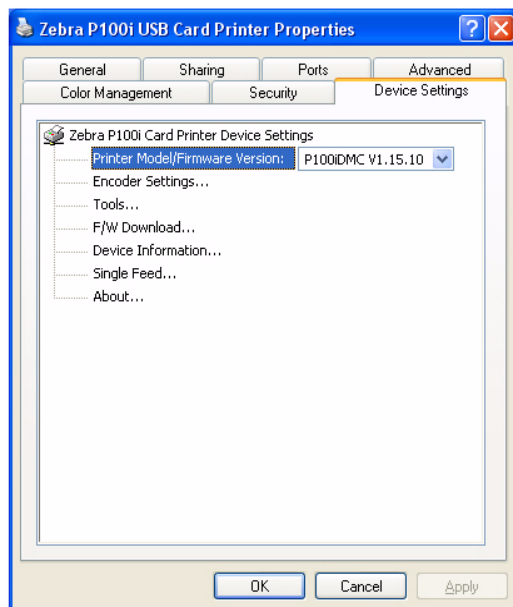 Zebra P100i USB Card Printer Properties
General Sharing Ports Advanced
Color Management Security Device Settings
Zebra P100i Card Printer Device Settings
Printer Model/Firmware Version: P100iDMC V1.15.10
Encoder Settings...
Tools...
F/W Download...
Device Information...
Single Feed...
About...
OK Cancel Apply